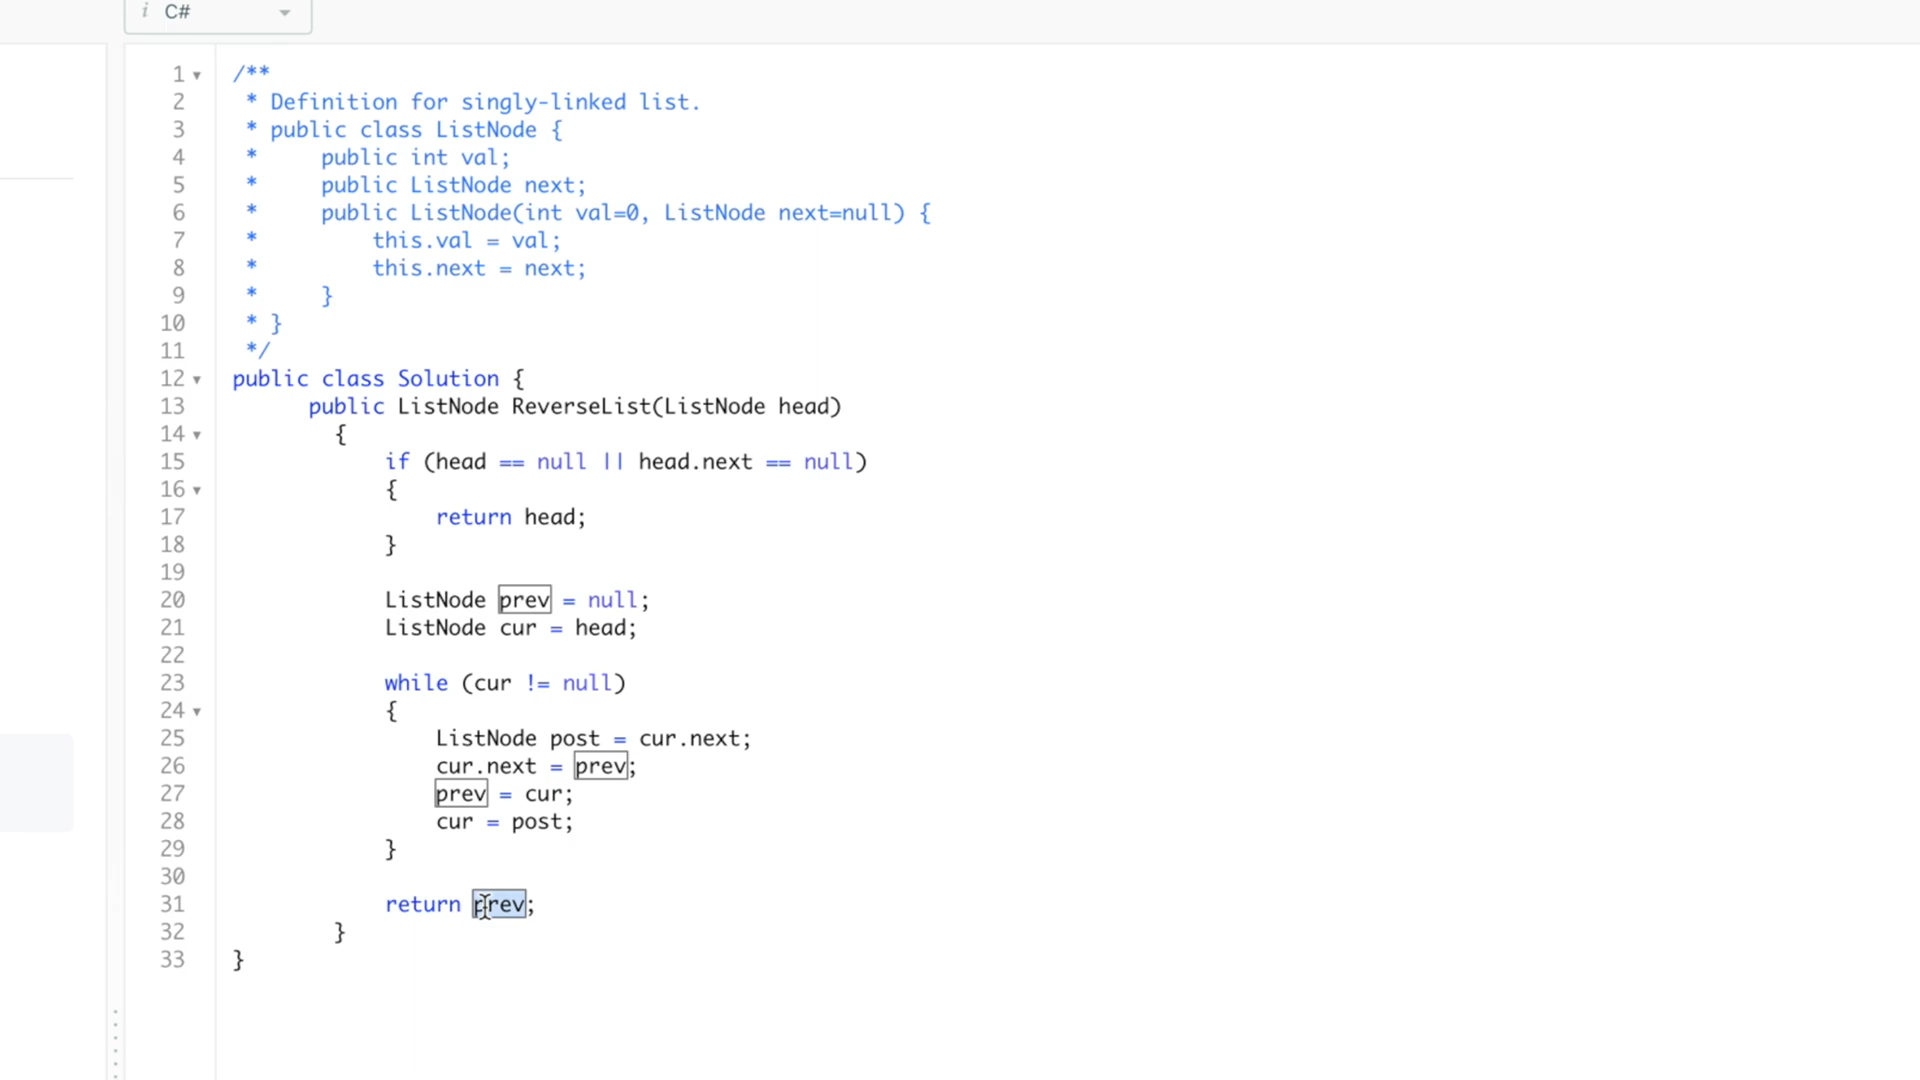 i C#
1 /**
2 * Definition for singly-linked list.
3 * public class ListNode {
4 *     public int val;
5 *     public ListNode next;
6 *     public ListNode(int val=0, ListNode next=null) {
7 *         this.val = val;
8 *         this.next = next;
9 *     }
10 * }
11 */
12 public class Solution {
13 public ListNode ReverseList(ListNode head)
14 {
15 if (head == null || head.next == null)
16 {
17 return head;
18 }
19
20 ListNode prev = null;
21 ListNode cur = head;
22
23 while (cur != null)
24 {
25 ListNode post = cur.next;
26 cur.next = prev;
27 prev = cur;
28 cur = post;
29 }
30
31 return prev;
32 }
33 }